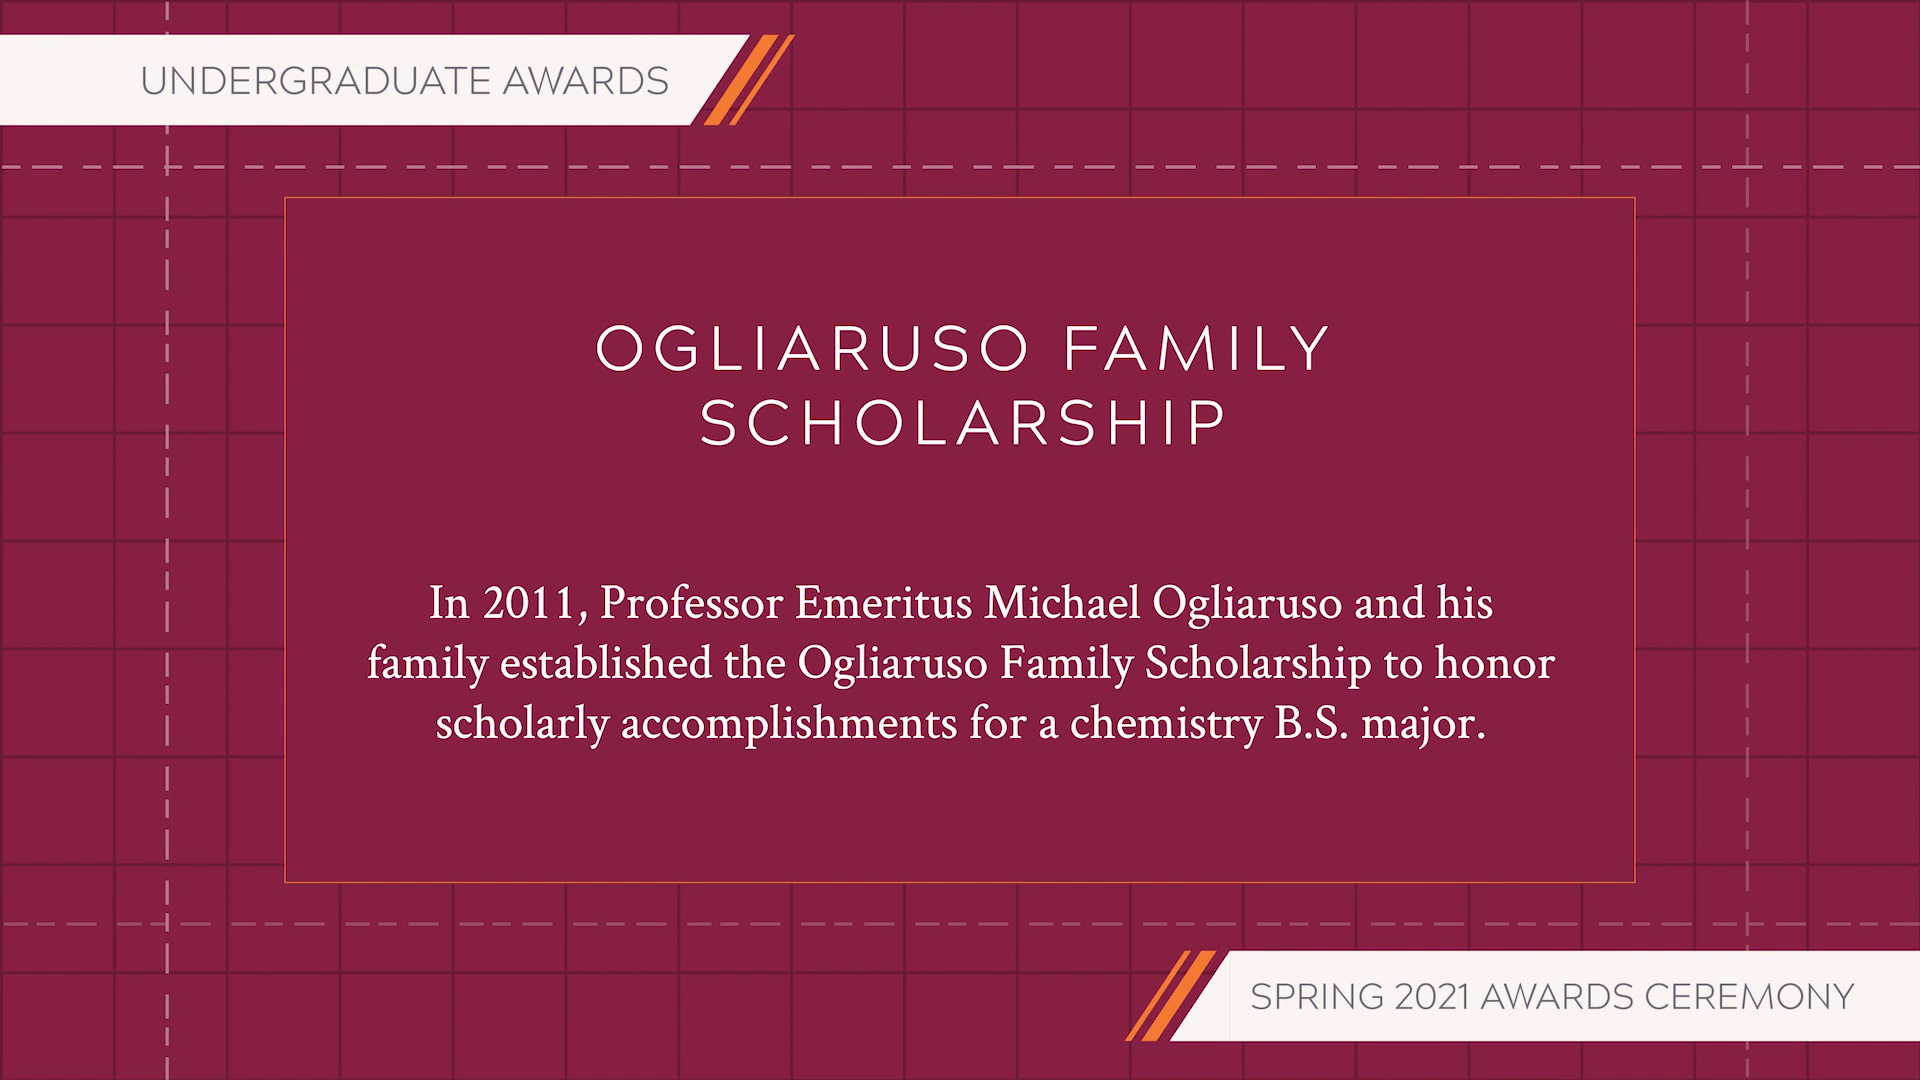 UNDERGRADUATE AWARDS
OGLIARUSO FAMILY
SCHOLARSHIP
In 2011, Professor Emeritus Michael Ogliaruso and his
family established the Ogliaruso Family Scholarship to honor
scholarly accomplishments for a chemistry B.S. major.
SPRING 2021 AWARDS CEREMONY